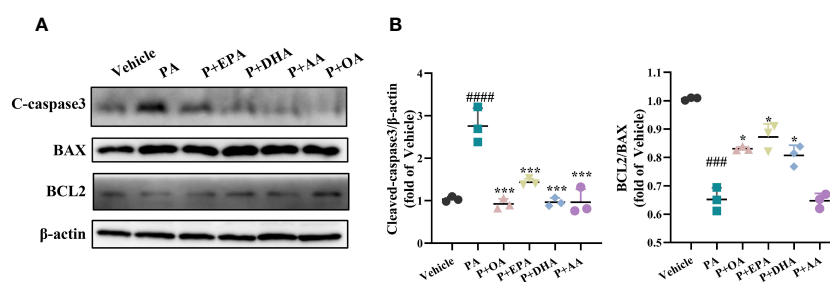 A
Vehicle PA P+EPA P+DHA P+AA P+OA
C-caspase3
BAX
BCL2
β-actin
B
Cleaved-caspase3/β-actin
(fold of Vehicle)
4
3
2
1
0
####
***
***
***
***
Vehicle PA P+OA P+EPA P+DHA P+AA
BCL2/BAX
(fold of Vehicle)
1.1
1.0
0.9
0.8
0.7
0.6
0.5
###
*
*
*
Vehicle PA P+OA P+EPA P+DHA P+AA